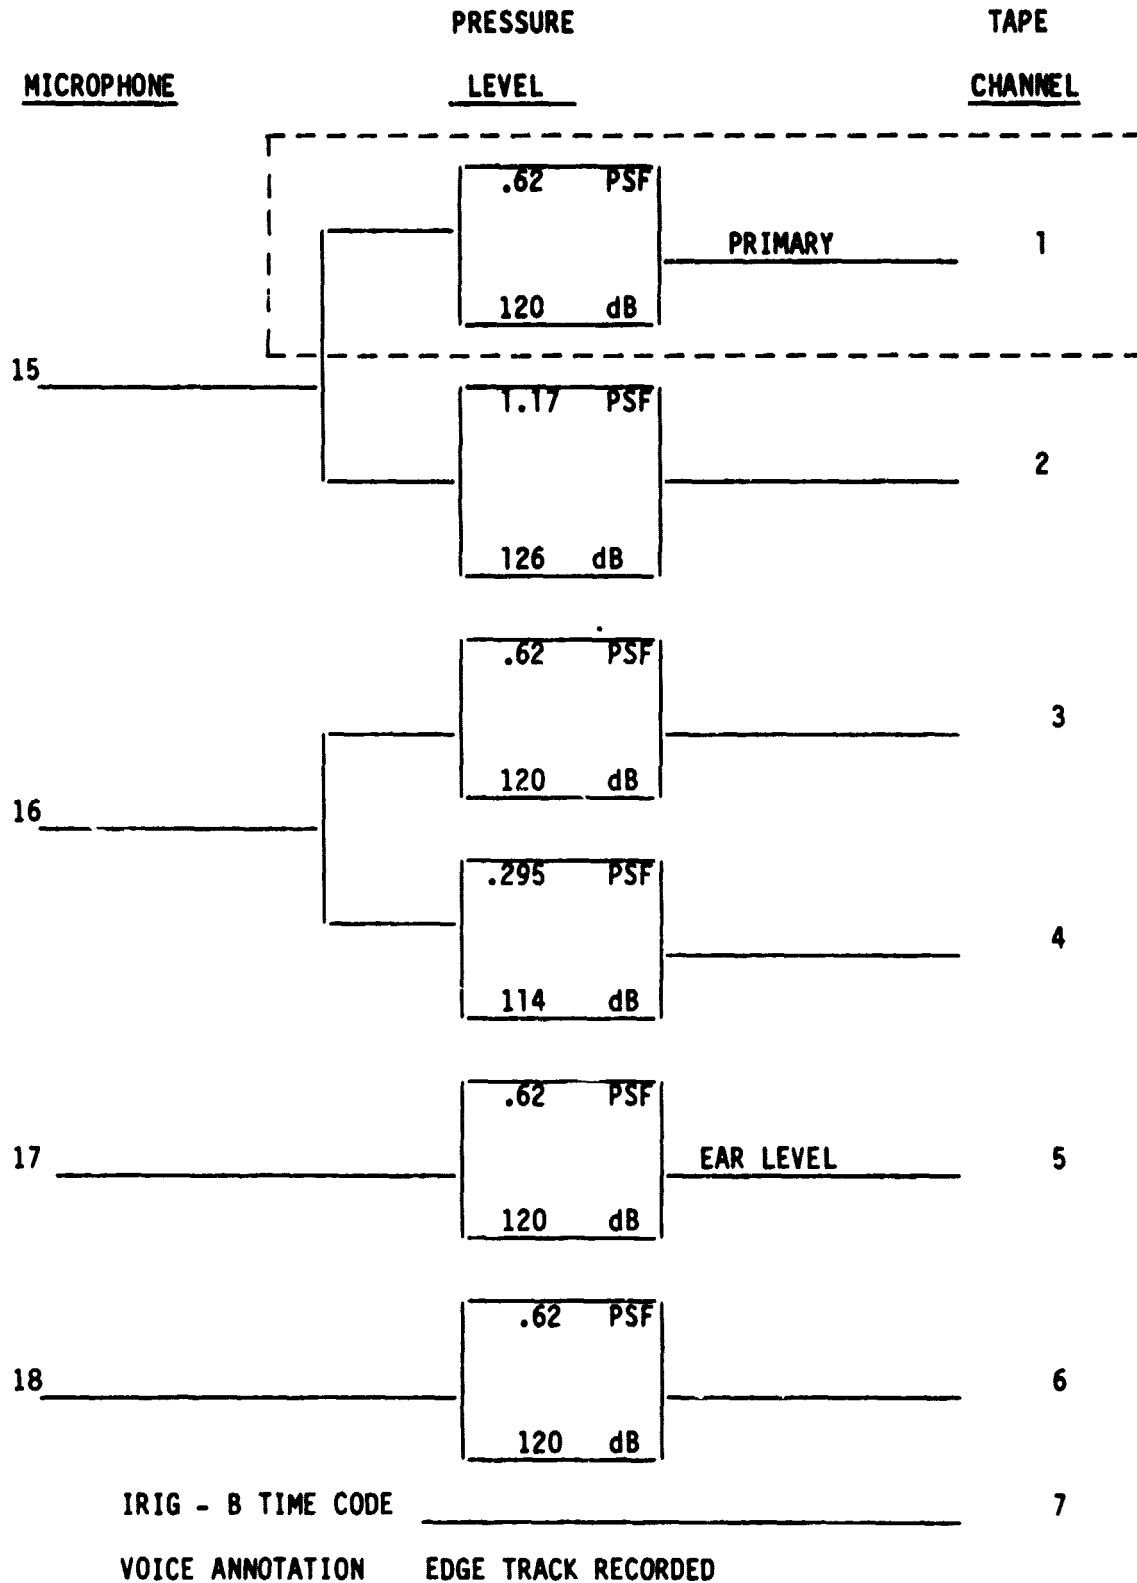 PRESSURE TAPE
MICROPHONE LEVEL CHANNEL
.62 PSF
PRIMARY 1
120 dB
15
1.17 PSF
2
126 dB
.62 PSF
3
120 dB
16
.295 PSF
4
114 dB
.62 PSF
17 EAR LEVEL 5
120 dB
.62 PSF
18 6
120 dB
IRIG - B TIME CODE 7
VOICE ANNOTATION EDGE TRACK RECORDED